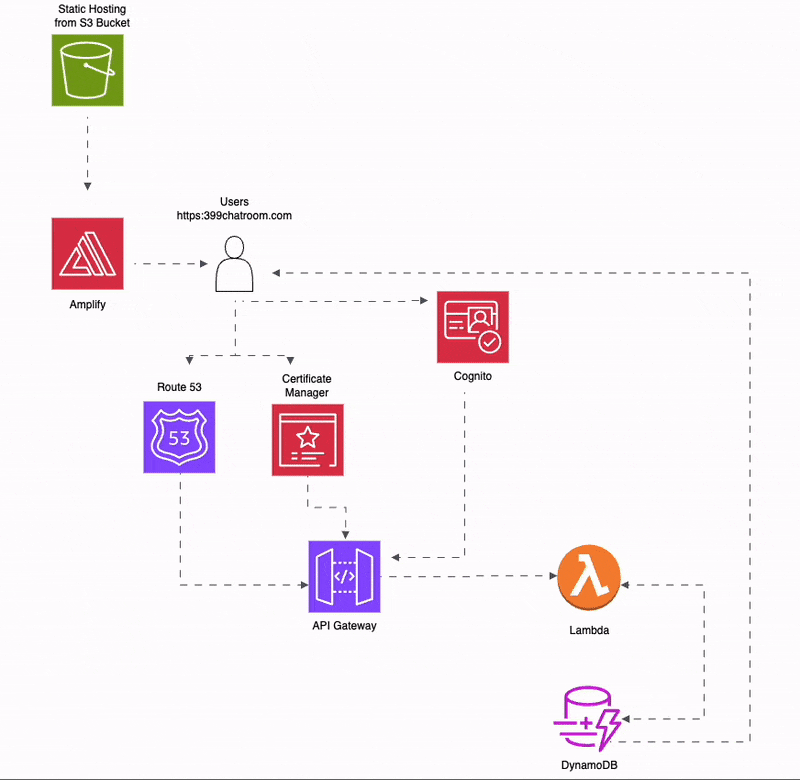 Static Hosting
from S3 Bucket
Users
https:399chatroom.com
Amplify
Cognito
Route 53
Certificate
Manager
53
</>
API Gateway
Lambda
DynamoDB